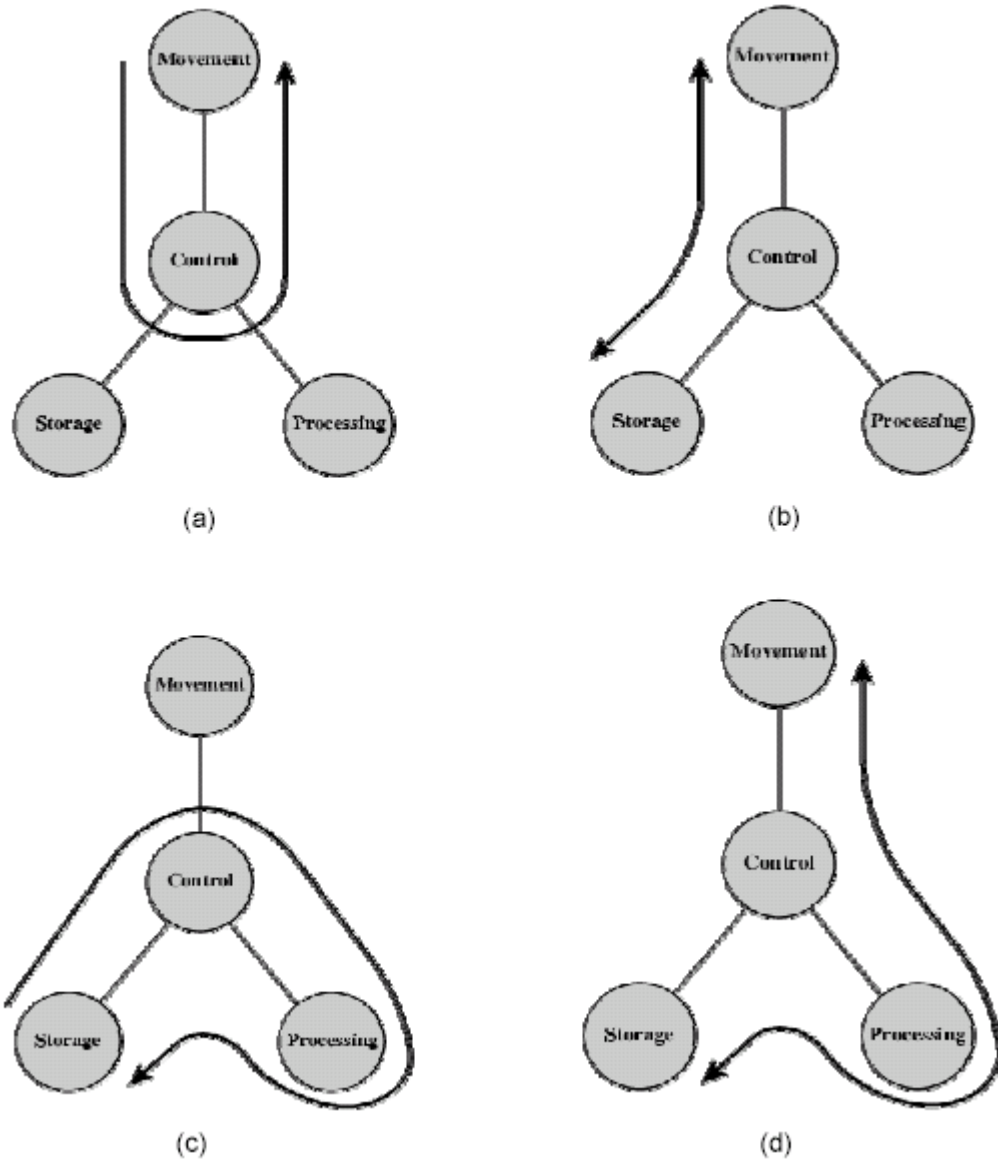 Movement
Control
Storage
Processing
(a)
Movement
Control
Storage
Processing
(b)
Movement
Control
Storage
Processing
(c)
Movement
Control
Storage
Processing
(d)